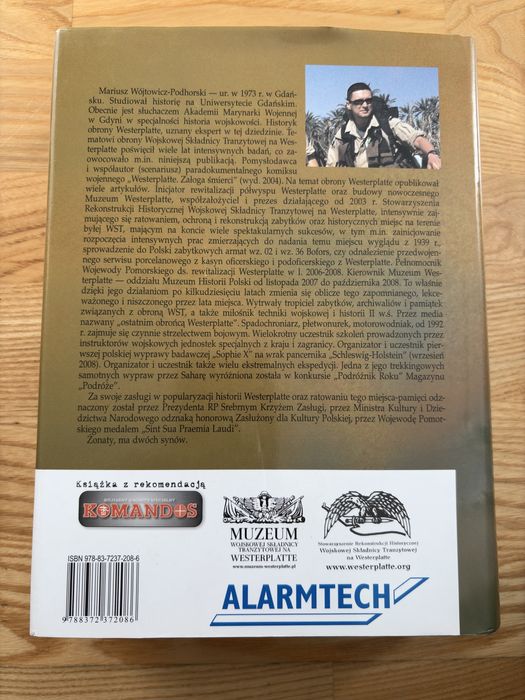 Mariusz Wójtowicz-Podhorski — ur. w 1973 r. w Gdań-
sku. Studiował historię na Uniwersytecie Gdańskim.
Obecnie jest słuchaczem Akademii Marynarki Wojennej
w Gdyni w specjalności historia wojskowości. Historyk
obrony Westerplatte, uznany ekspert w tej dziedzinie. Te-
matowi obrony Wojskowej Składnicy Tranzytowej na Wes-
terplatte poświęcił wiele lat intensywnych badań, co za-
owocowało m.in. niniejszą publikacją. Pomysłodawca
i współautor (scenariusz) paradokumentalnego komiksu
wojennego „Westerplatte. Załoga śmierci" (wyd. 2004). Na temat obrony Westerplatte opublikował
wiele artykułów. Inicjator rewitalizacji półwyspu Westerplatte oraz budowy nowoczesnego
Muzeum Westerplatte, współzałożyciel i prezes działającego od 2003 r. Stowarzyszenia
Rekonstrukcji Historycznej Wojskowej Składnicy Tranzytowej na Westerplatte, intensywnie zaj-
mującego się ratowaniem, ochroną i rekonstrukcją zabytków oraz historycznych miejsc na terenie
byłej WST, mającym na koncie wiele spektakularnych sukcesów, w tym m.in. zainicjowanie
rozpoczęcia intensywnych prac zmierzających do nadania temu miejscu wyglądu z 1939 r.,
sprowadzenie do Polski zabytkowych armat wz. 02 i wz. 36 Bofors, czy odnalezienie przedwojen-
nego serwisu porcelanowego z kasyn oficerskiego i podoficerskiego z Westerplatte. Pełnomocnik
Wojewody Pomorskiego ds. rewitalizacji Westerplatte w l. 2006-2008. Kierownik Muzeum Wes-
terplatte — oddziału Muzeum Historii Polski od listopada 2007 do października 2008. To właśnie
dzięki jego działaniom po kilkudziesięciu latach zmienia się oblicze tego zapomnianego, lekce-
ważonego i niszczonego przez lata miejsca. Wytrwały tropiciel zabytków, archiwaliów i pamiątek
związanych z obroną WST, a także miłośnik techniki wojskowej i historii II w.ś. Przez media
nazwany „ostatnim obrońcą Westerplatte". Spadochroniarz, płetwonurek, motorowodniak, od 1992
r. zajmuje się czynnie strzelectwem bojowym. Wielokrotny uczestnik szkoleń prowadzonych przez
instruktorów wojskowych jednostek specjalnych z kraju i zagranicy. Organizator i uczestnik pier-
wszej polskiej wyprawy badawczej „Sophie X" na wrak pancernika „Schleswig-Holstein" (wrzesień
2008). Organizator i uczestnik także wielu ekstremalnych ekspedycji. Jedna z jego trekkingowych
samotnych wypraw przez Saharę wyróżniona została w konkursie „Podróżnik Roku" Magazynu
„Podróże".
Za swoje zasługi w popularyzacji historii Westerplatte oraz ratowaniu tego miejsca-pamięci od-
znaczony został przez Prezydenta RP Srebrnym Krzyżem Zasługi, przez Ministra Kultury i Dzie-
dzictwa Narodowego odznaką honorową Zasłużony dla Kultury Polskiej, przez Wojewodę Pomor-
skiego medalem „Sint Sua Praemia Laudi".
Żonaty, ma dwóch synów.
Książka z rekomendacją
KOMANDOS
MUZEUM
WOJSKOWEJ SKŁADNICY
TRANZYTOWEJ NA
WESTERPLATTE
www.muzeum-westerplatte.pl
Stowarzyszenie Rekonstrukcji Historycznej
Wojskowej Składnicy Tranzytowej
na Westerplatte
www.westerplatte.org
ISBN 978-83-7237-208-6
9 788372 372086
ALARMTECH